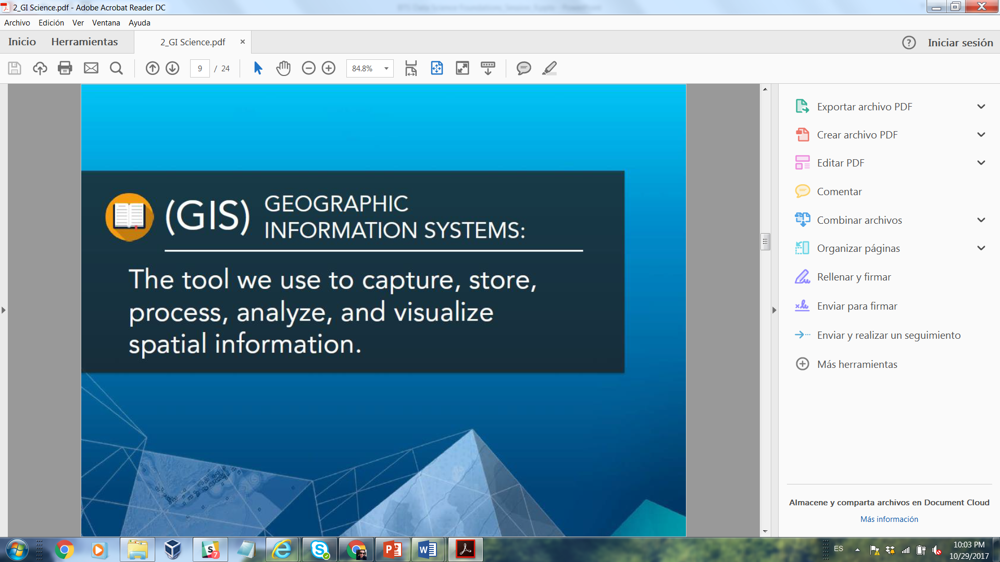 2_GI Science.pdf - Adobe Acrobat Reader DC
Archivo Edición Ver Ventana Ayuda
Inicio Herramientas 2_GI Science.pdf × ? Iniciar sesión
9 / 24 84.8%
(GIS) GEOGRAPHIC
INFORMATION SYSTEMS:
The tool we use to capture, store,
process, analyze, and visualize
spatial information.
Exportar archivo PDF
Crear archivo PDF
Editar PDF
Comentar
Combinar archivos
Organizar páginas
Rellenar y firmar
Enviar para firmar
Enviar y realizar un seguimiento
Más herramientas
Almacene y comparta archivos en Document Cloud
Más información
7
ES
10:03 PM
10/29/2017